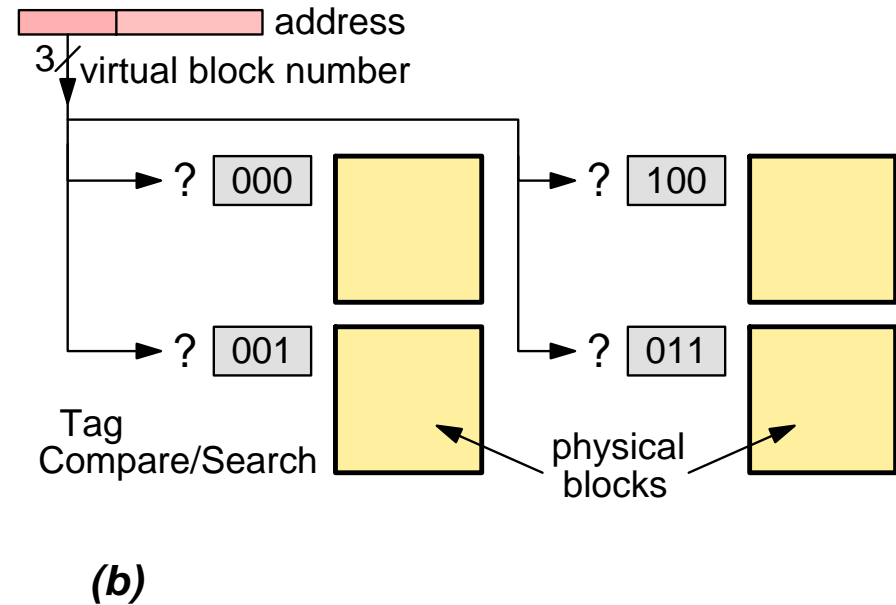 address
3
virtual block number
? 000
? 100
? 001
? 011
Tag
Compare/Search
physical
blocks
(b)